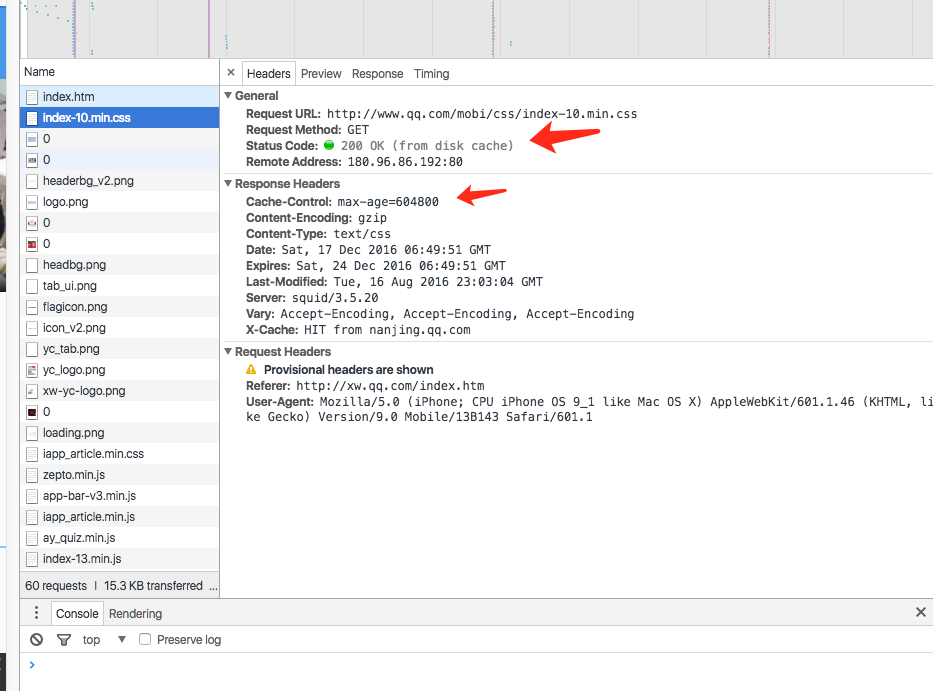 Name
× Headers Preview Response Timing
index.htm
index-10.min.css
0
0
headerbg_v2.png
logo.png
0
0
headbg.png
tab_ui.png
flagicon.png
icon_v2.png
yc_tab.png
yc_logo.png
xw-yc-logo.png
0
loading.png
iapp_article.min.css
zepto.min.js
app-bar-v3.min.js
iapp_article.min.js
ay_quiz.min.js
index-13.min.js
60 requests | 15.3 KB transferred ...
General
Request URL: http://www.qq.com/mobi/css/index-10.min.css
Request Method: GET
Status Code: 200 OK (from disk cache)
Remote Address: 180.96.86.192:80
Response Headers
Cache-Control: max-age=604800
Content-Encoding: gzip
Content-Type: text/css
Date: Sat, 17 Dec 2016 06:49:51 GMT
Expires: Sat, 24 Dec 2016 06:49:51 GMT
Last-Modified: Tue, 16 Aug 2016 23:03:04 GMT
Server: squid/3.5.20
Vary: Accept-Encoding, Accept-Encoding, Accept-Encoding
X-Cache: HIT from nanjing.qq.com
Request Headers
Provisional headers are shown
Referer: http://xw.qq.com/index.htm
User-Agent: Mozilla/5.0 (iPhone; CPU iPhone OS 9_1 like Mac OS X) AppleWebKit/601.1.46 (KHTML, li
ke Gecko) Version/9.0 Mobile/13B143 Safari/601.1
Console Rendering
top Preserve log